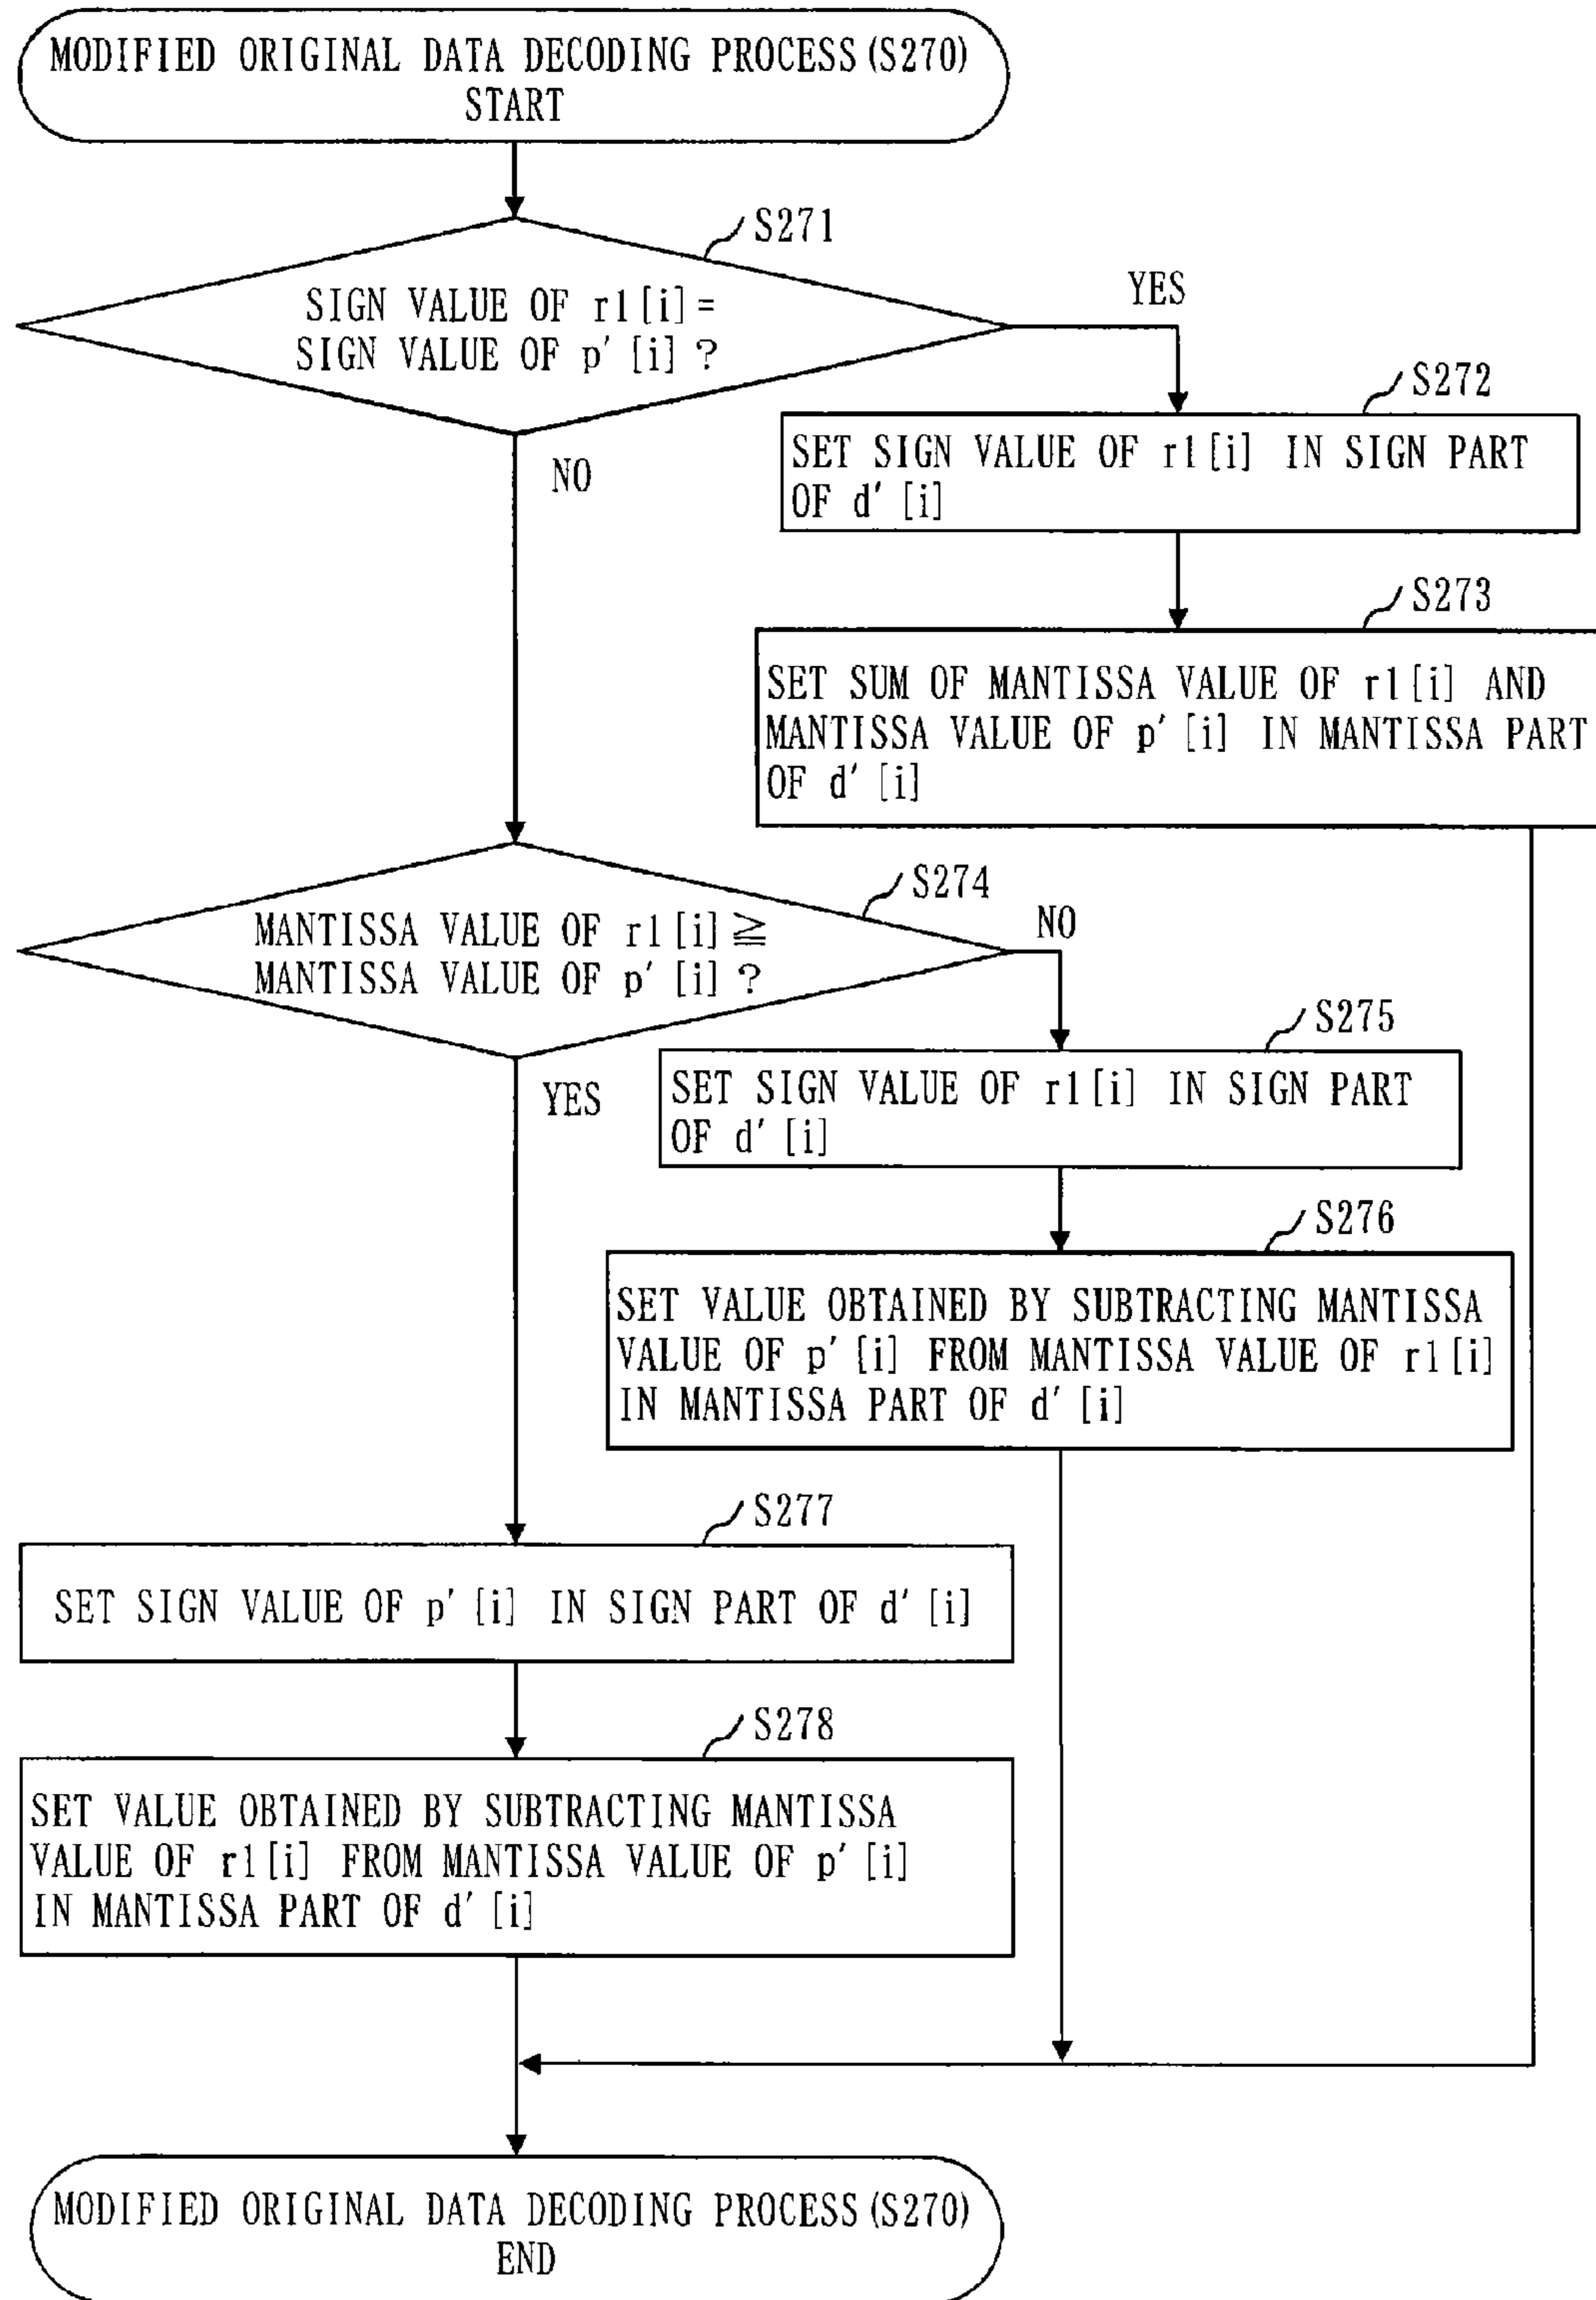 MODIFIED ORIGINAL DATA DECODING PROCESS (S270)
START
S271
SIGN VALUE OF r1[i]=
SIGN VALUE OF p'[i]?
YES
NO
S272
SET SIGN VALUE OF r1[i] IN SIGN PART
OF d'[i]
S273
SET SUM OF MANTISSA VALUE OF r1[i] AND
MANTISSA VALUE OF p'[i] IN MANTISSA PART
OF d'[i]
S274
MANTISSA VALUE OF r1[i]≧
MANTISSA VALUE OF p'[i]?
NO
YES
S275
SET SIGN VALUE OF r1[i] IN SIGN PART
OF d'[i]
S276
SET VALUE OBTAINED BY SUBTRACTING MANTISSA
VALUE OF p'[i] FROM MANTISSA VALUE OF r1[i]
IN MANTISSA PART OF d'[i]
S277
SET SIGN VALUE OF p'[i] IN SIGN PART OF d'[i]
S278
SET VALUE OBTAINED BY SUBTRACTING MANTISSA
VALUE OF r1[i] FROM MANTISSA VALUE OF p'[i]
IN MANTISSA PART OF d'[i]
MODIFIED ORIGINAL DATA DECODING PROCESS (S270)
END